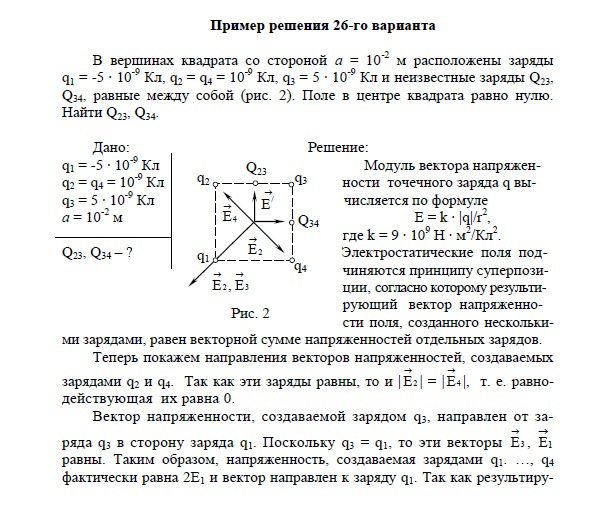 Пример решения 26-го варианта
В вершинах квадрата со стороной a = 10⁻² м расположены заряды
q₁ = -5 · 10⁻⁹ Кл, q₂ = q₄ = 10⁻⁹ Кл, q₃ = 5 · 10⁻⁹ Кл и неизвестные заряды Q₂₃,
Q₃₄, равные между собой (рис. 2). Поле в центре квадрата равно нулю.
Найти Q₂₃, Q₃₄.
Дано:
q₁ = -5 · 10⁻⁹ Кл
q₂ = q₄ = 10⁻⁹ Кл
q₃ = 5 · 10⁻⁹ Кл
a = 10⁻² м
Q₂₃, Q₃₄ – ?
q₂
Q₂₃
q₃
E⃗₄
E⃗′
Q₃₄
E⃗₂
q₁
q₄
E⃗₂, E⃗₃
Рис. 2
Решение:
Модуль вектора напряжен-
ности точечного заряда q вы-
числяется по формуле
E = k · |q|/r²,
где k = 9 · 10⁹ Н · м²/Кл².
Электростатические поля под-
чиняются принципу суперпози-
ции, согласно которому результи-
рующий вектор напряженно-
сти поля, созданного нескольки-
ми зарядами, равен векторной сумме напряженностей отдельных зарядов.
Теперь покажем направления векторов напряженностей, создаваемых
зарядами q₂ и q₄. Так как эти заряды равны, то и |E⃗₂| = |E⃗₄|, т. е. равно-
действующая их равна 0.
Вектор напряженности, создаваемой зарядом q₃, направлен от за-
ряда q₃ в сторону заряда q₁. Поскольку q₃ = q₁, то эти векторы E⃗₃, E⃗₁
равны. Таким образом, напряженность, создаваемая зарядами q₁. …, q₄
фактически равна 2E₁ и вектор направлен к заряду q₁. Так как результиру-